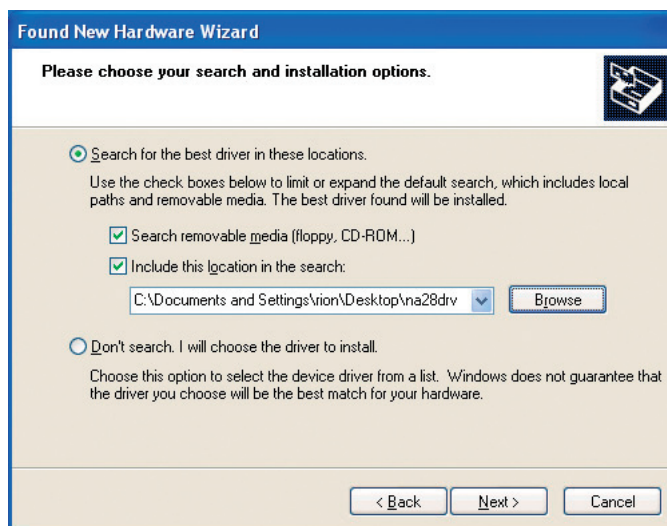 Found New Hardware Wizard
Please choose your search and installation options.
Search for the best driver in these locations.
Use the check boxes below to limit or expand the default search, which includes local
paths and removable media. The best driver found will be installed.
Search removable media (floppy, CD-ROM...)
Include this location in the search:
C:\Documents and Settings\rion\Desktop\na28drv
Browse
Don't search. I will choose the driver to install.
Choose this option to select the device driver from a list. Windows does not guarantee that
the driver you choose will be the best match for your hardware.
< Back Next > Cancel